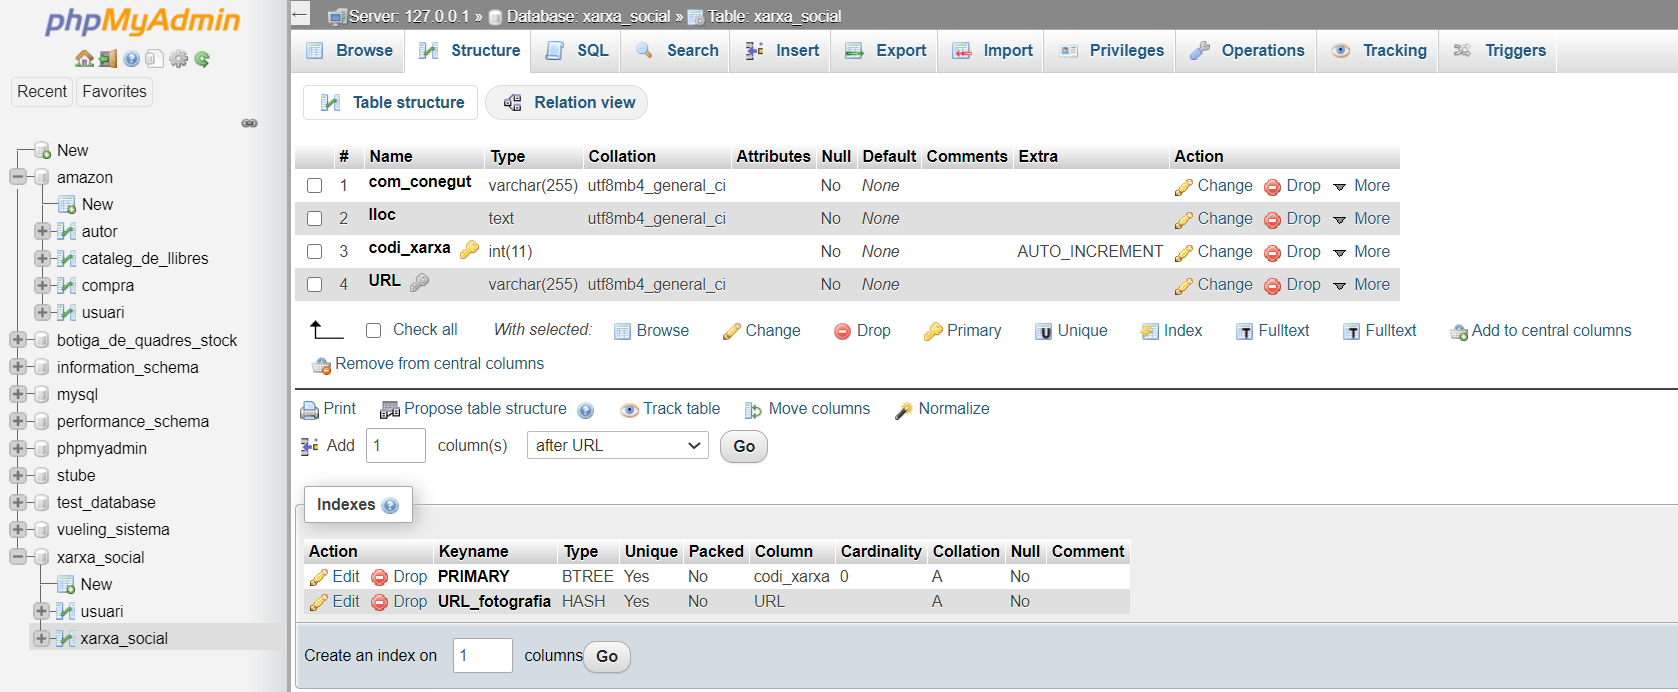 phpMyAdmin
Recent Favorites
New
amazon
New
autor
cataleg_de_llibres
compra
usuari
botiga_de_quadres_stock
information_schema
mysql
performance_schema
phpmyadmin
stube
test_database
vueling_sistema
xarxa_social
New
usuari
xarxa_social
Server: 127.0.0.1 » Database: xarxa_social » Table: xarxa_social
Browse Structure SQL Search Insert Export Import Privileges Operations Tracking Triggers
Table structure Relation view
# Name Type Collation Attributes Null Default Comments Extra Action
1 com_conegut varchar(255) utf8mb4_general_ci No None Change Drop More
2 lloc text utf8mb4_general_ci No None Change Drop More
3 codi_xarxa int(11) No None AUTO_INCREMENT Change Drop More
4 URL varchar(255) utf8mb4_general_ci No None Change Drop More
Check all With selected: Browse Change Drop Primary Unique Index Fulltext Fulltext Add to central columns
Remove from central columns
Print Propose table structure Track table Move columns Normalize
Add 1 column(s) after URL Go
Indexes
Action Keyname Type Unique Packed Column Cardinality Collation Null Comment
Edit Drop PRIMARY BTREE Yes No codi_xarxa 0 A No
Edit Drop URL_fotografia HASH Yes No URL A No
Create an index on 1 columns Go